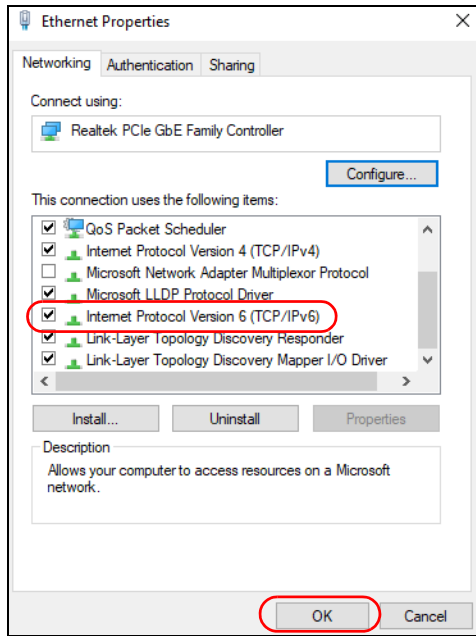 Ethernet Properties
Networking Authentication Sharing
Connect using:
Realtek PCIe GbE Family Controller
Configure...
This connection uses the following items:
QoS Packet Scheduler
Internet Protocol Version 4 (TCP/IPv4)
Microsoft Network Adapter Multiplexor Protocol
Microsoft LLDP Protocol Driver
Internet Protocol Version 6 (TCP/IPv6)
Link-Layer Topology Discovery Responder
Link-Layer Topology Discovery Mapper I/O Driver
Install... Uninstall Properties
Description
Allows your computer to access resources on a Microsoft
network.
OK Cancel